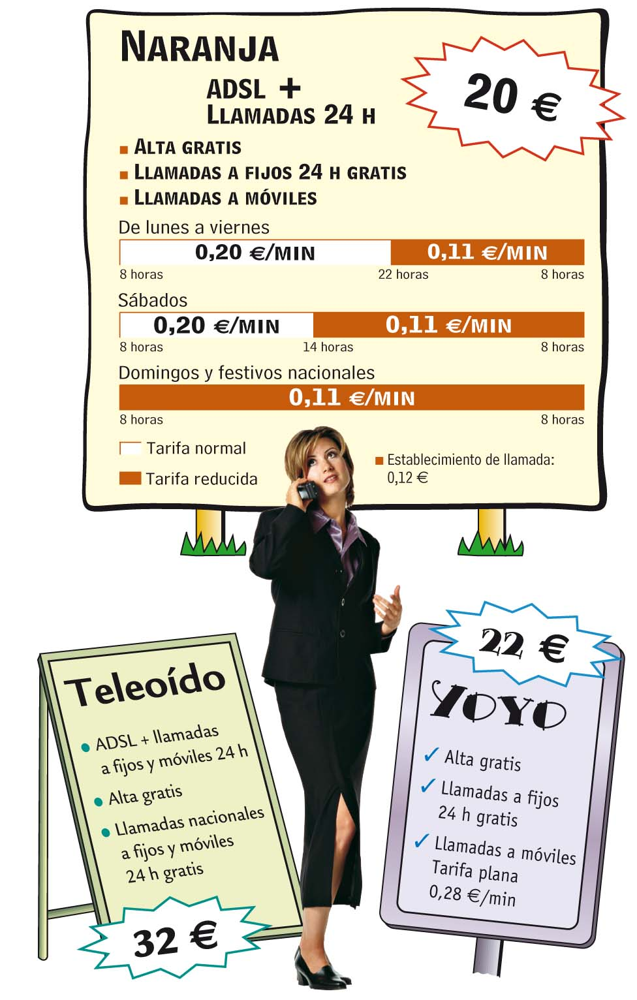 NARANJA
20 €
ADSL +
LLAMADAS 24 H
■ ALTA GRATIS
■ LLAMADAS A FIJOS 24 H GRATIS
■ LLAMADAS A MÓVILES
De lunes a viernes
0,20 €/MIN 0,11 €/MIN
8 horas 22 horas 8 horas
Sábados
0,20 €/MIN 0,11 €/MIN
8 horas 14 horas 8 horas
Domingos y festivos nacionales
0,11 €/MIN
8 horas 8 horas
Tarifa normal
Tarifa reducida
■ Establecimiento de llamada:
0,12 €
Teleoído
• ADSL + llamadas
a fijos y móviles 24 h
• Alta gratis
• Llamadas nacionales
a fijos y móviles
24 h gratis
32 €
22 €
YOYO
✓ Alta gratis
✓ Llamadas a fijos
24 h gratis
✓ Llamadas a móviles
Tarifa plana
0,28 €/min